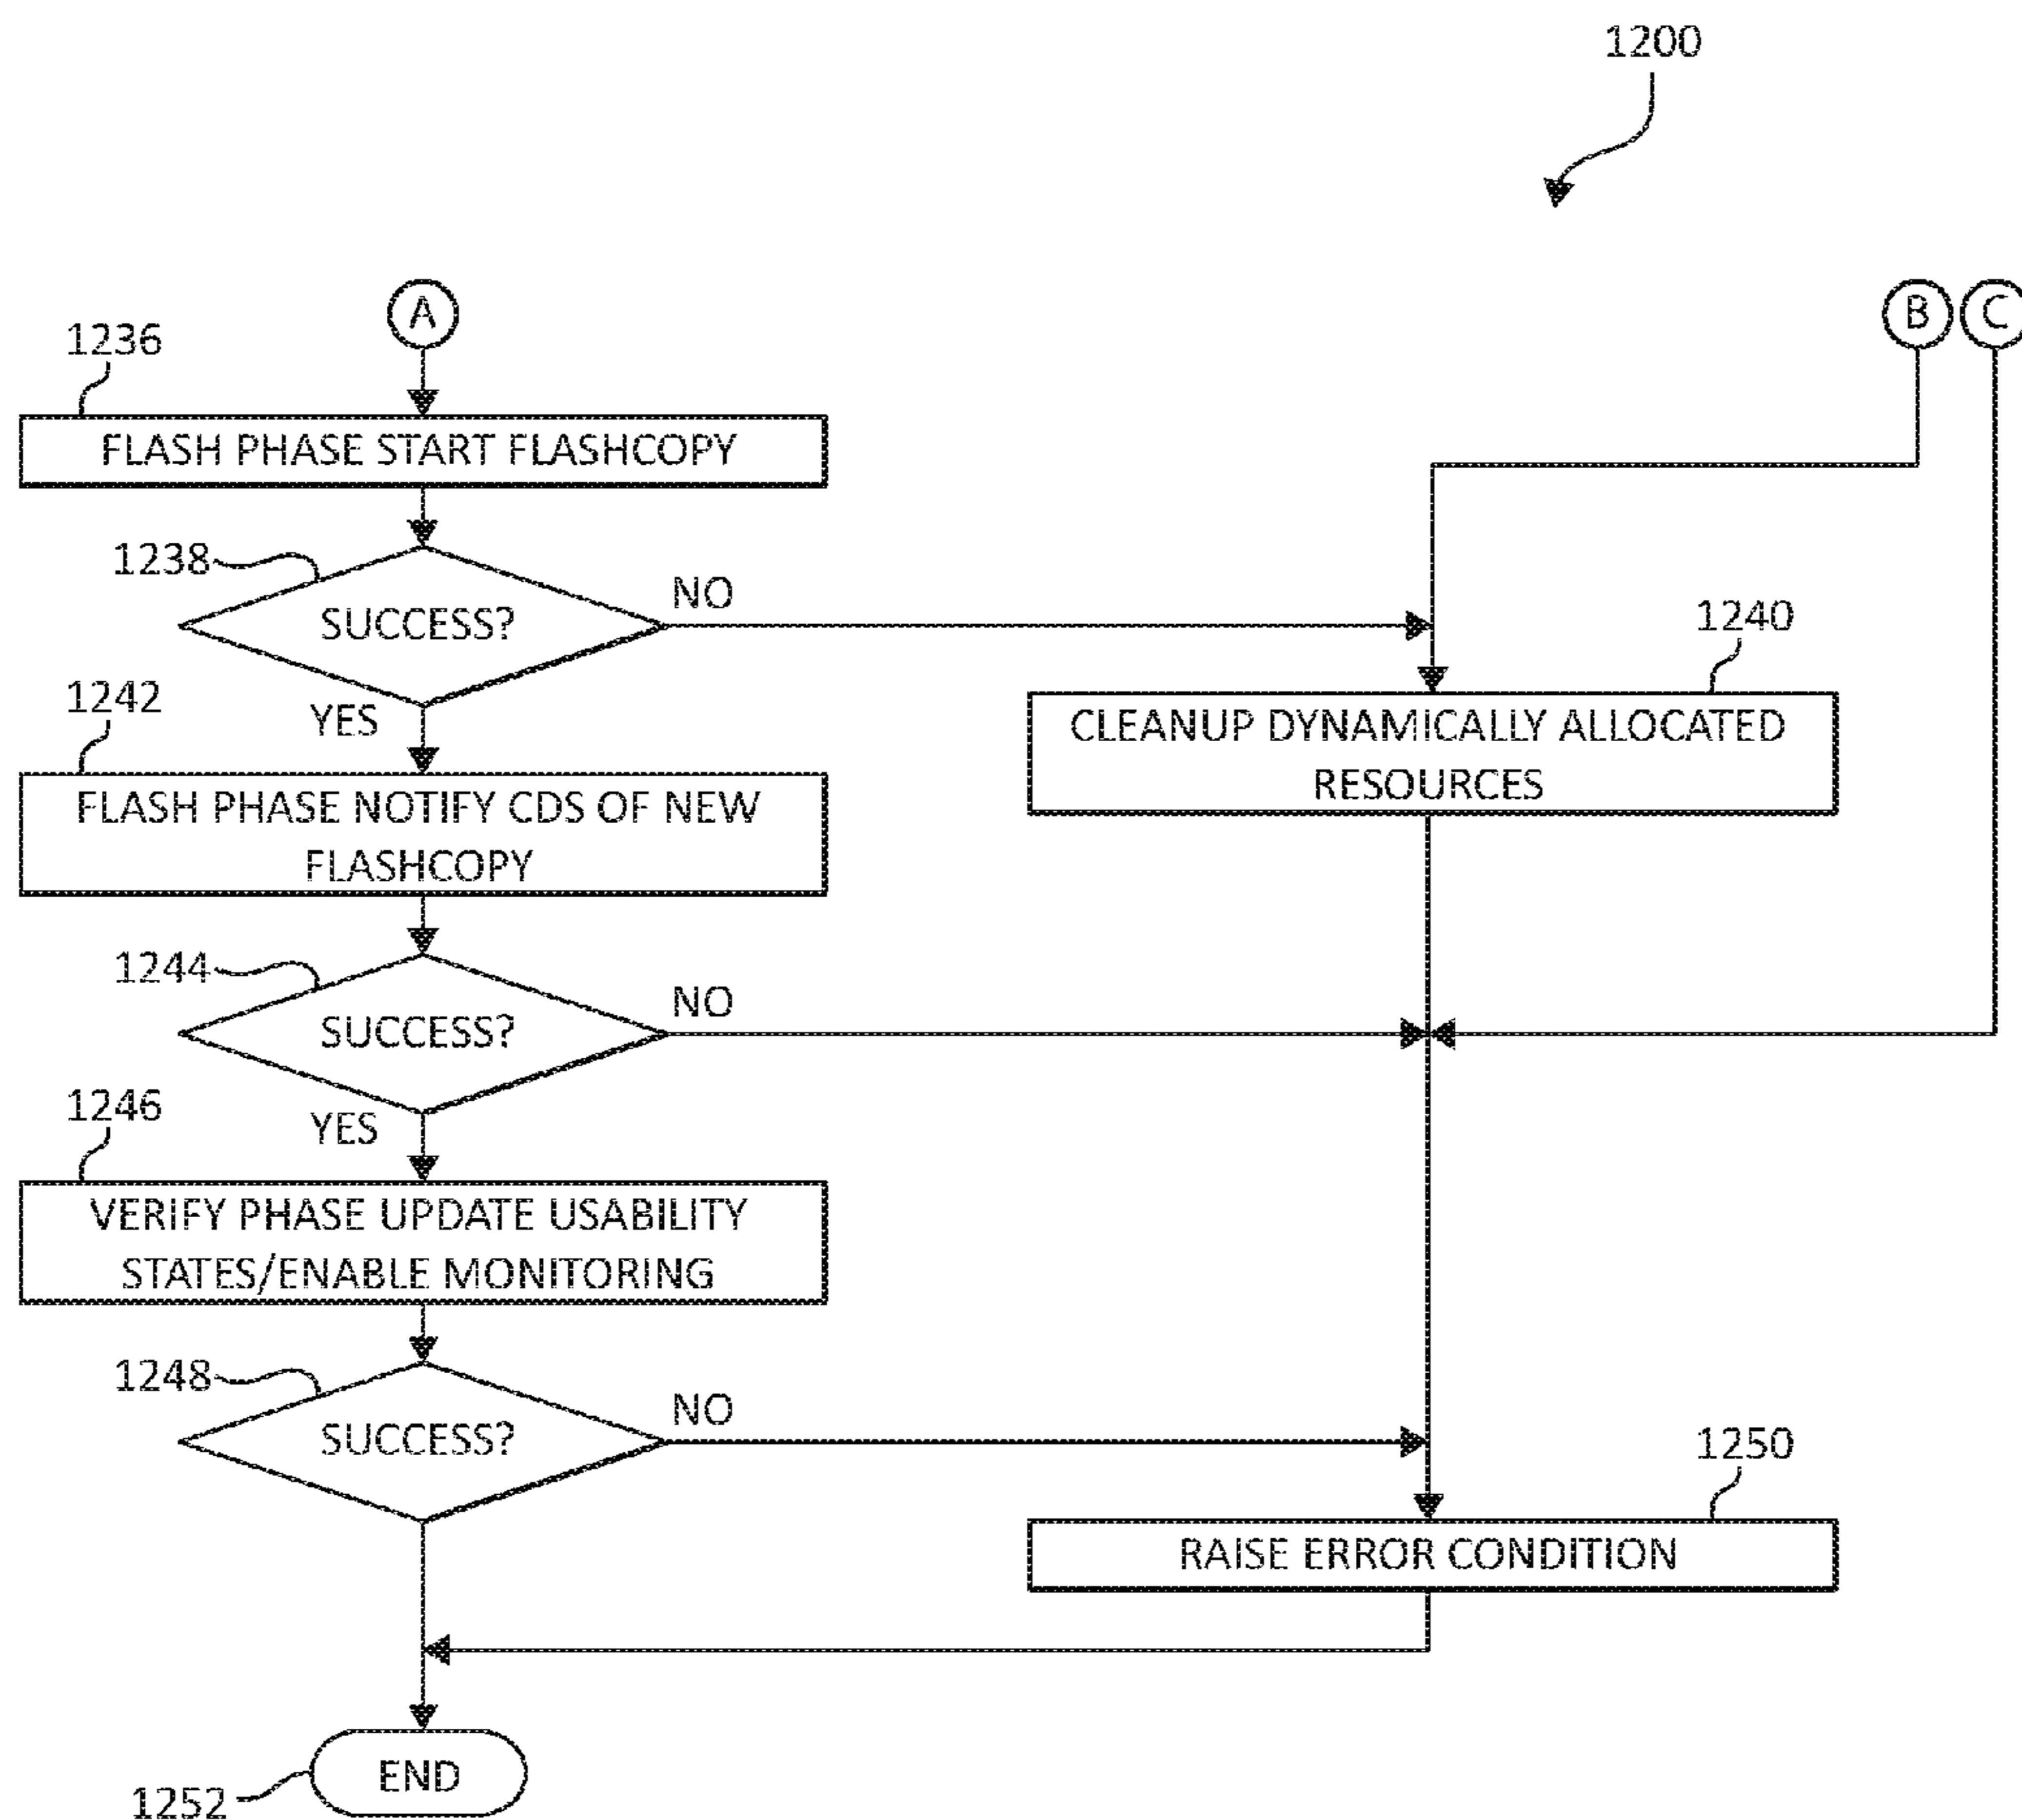 1200
A
B
C
1236
FLASH PHASE START FLASHCOPY
1238
SUCCESS?
NO
YES
1240
CLEANUP DYNAMICALLY ALLOCATED
RESOURCES
1242
FLASH PHASE NOTIFY CDS OF NEW
FLASHCOPY
1244
SUCCESS?
NO
YES
1246
VERIFY PHASE UPDATE USABILITY
STATES/ENABLE MONITORING
1248
SUCCESS?
NO
1250
RAISE ERROR CONDITION
END
1252